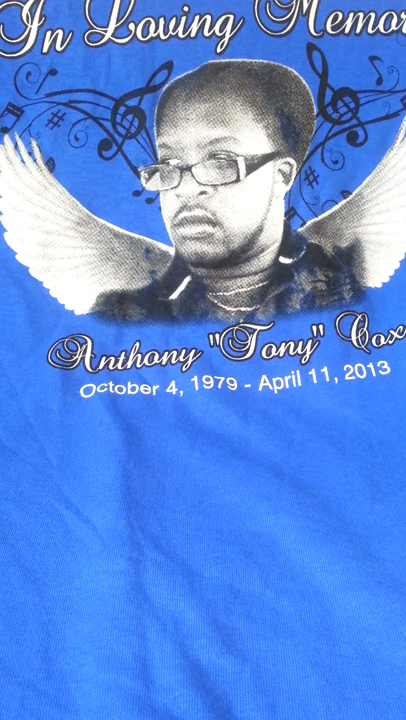 In Loving Memor
Anthony "Tony" Cox
October 4, 1979 - April 11, 2013